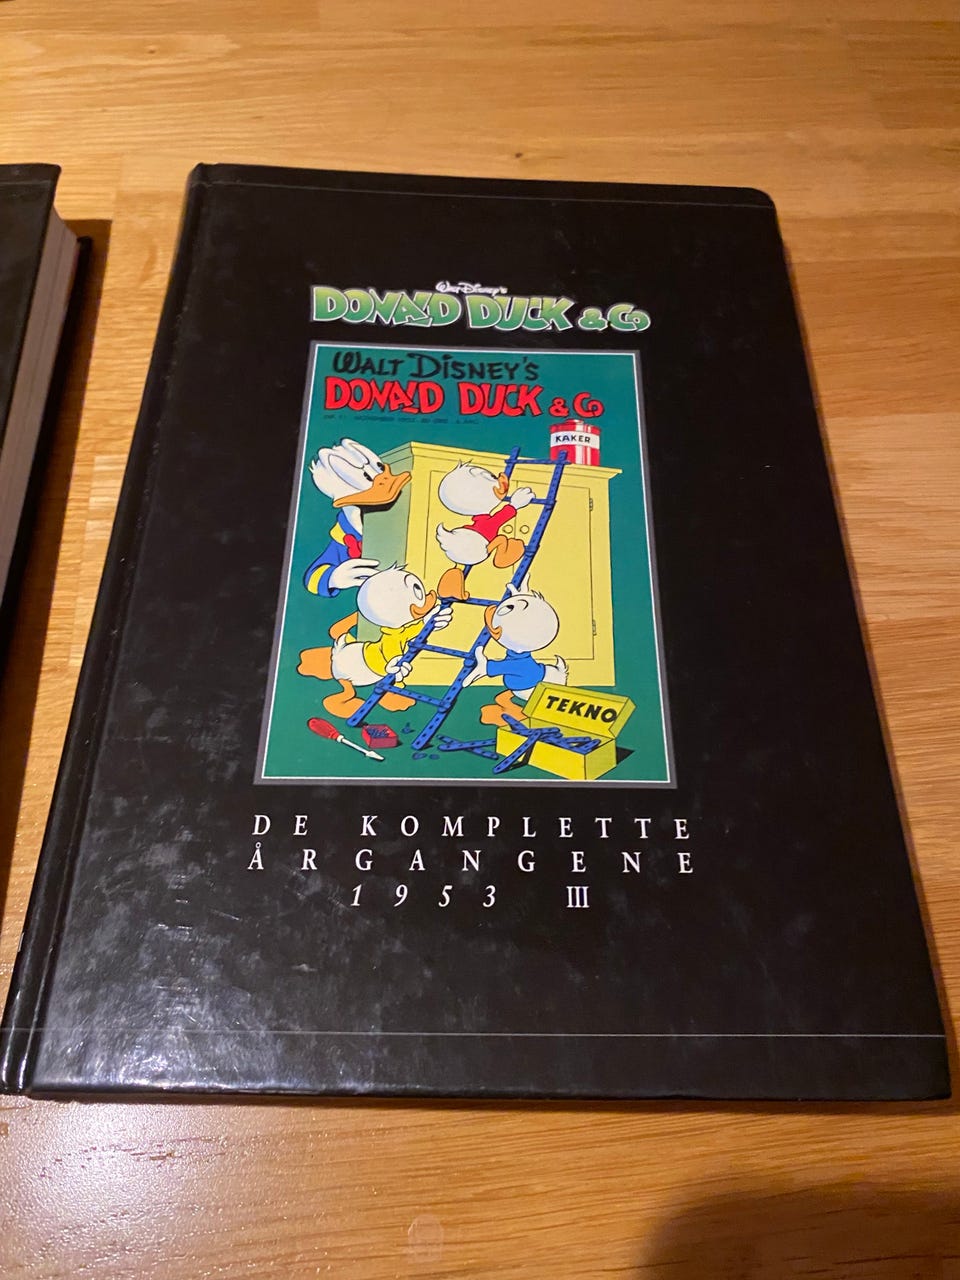 Walt Disney's
DONALD DUCK & Co
WALT DISNEY'S
DONALD DUCK & Co
KAKER
TEKNO
DE KOMPLETTE
ÅRGANGENE
1953 III